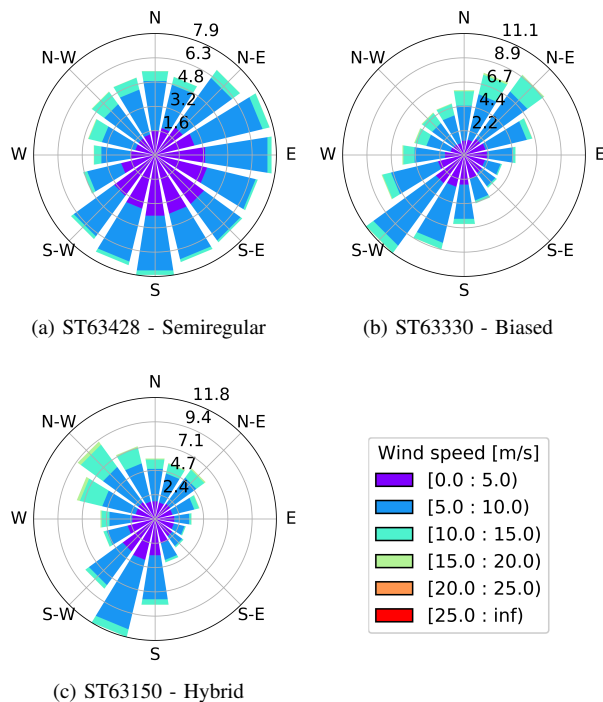 N
N-E
E
S-E
S
S-W
W
N-W
1.6
3.2
4.8
6.3
7.9
(a) ST63428 - Semiregular
N
N-E
E
S-E
S
S-W
W
N-W
2.2
4.4
6.7
8.9
11.1
(b) ST63330 - Biased
N
N-E
E
S-E
S
S-W
W
N-W
2.4
4.7
7.1
9.4
11.8
(c) ST63150 - Hybrid
Wind speed [m/s]
[0.0 : 5.0)
[5.0 : 10.0)
[10.0 : 15.0)
[15.0 : 20.0)
[20.0 : 25.0)
[25.0 : inf)